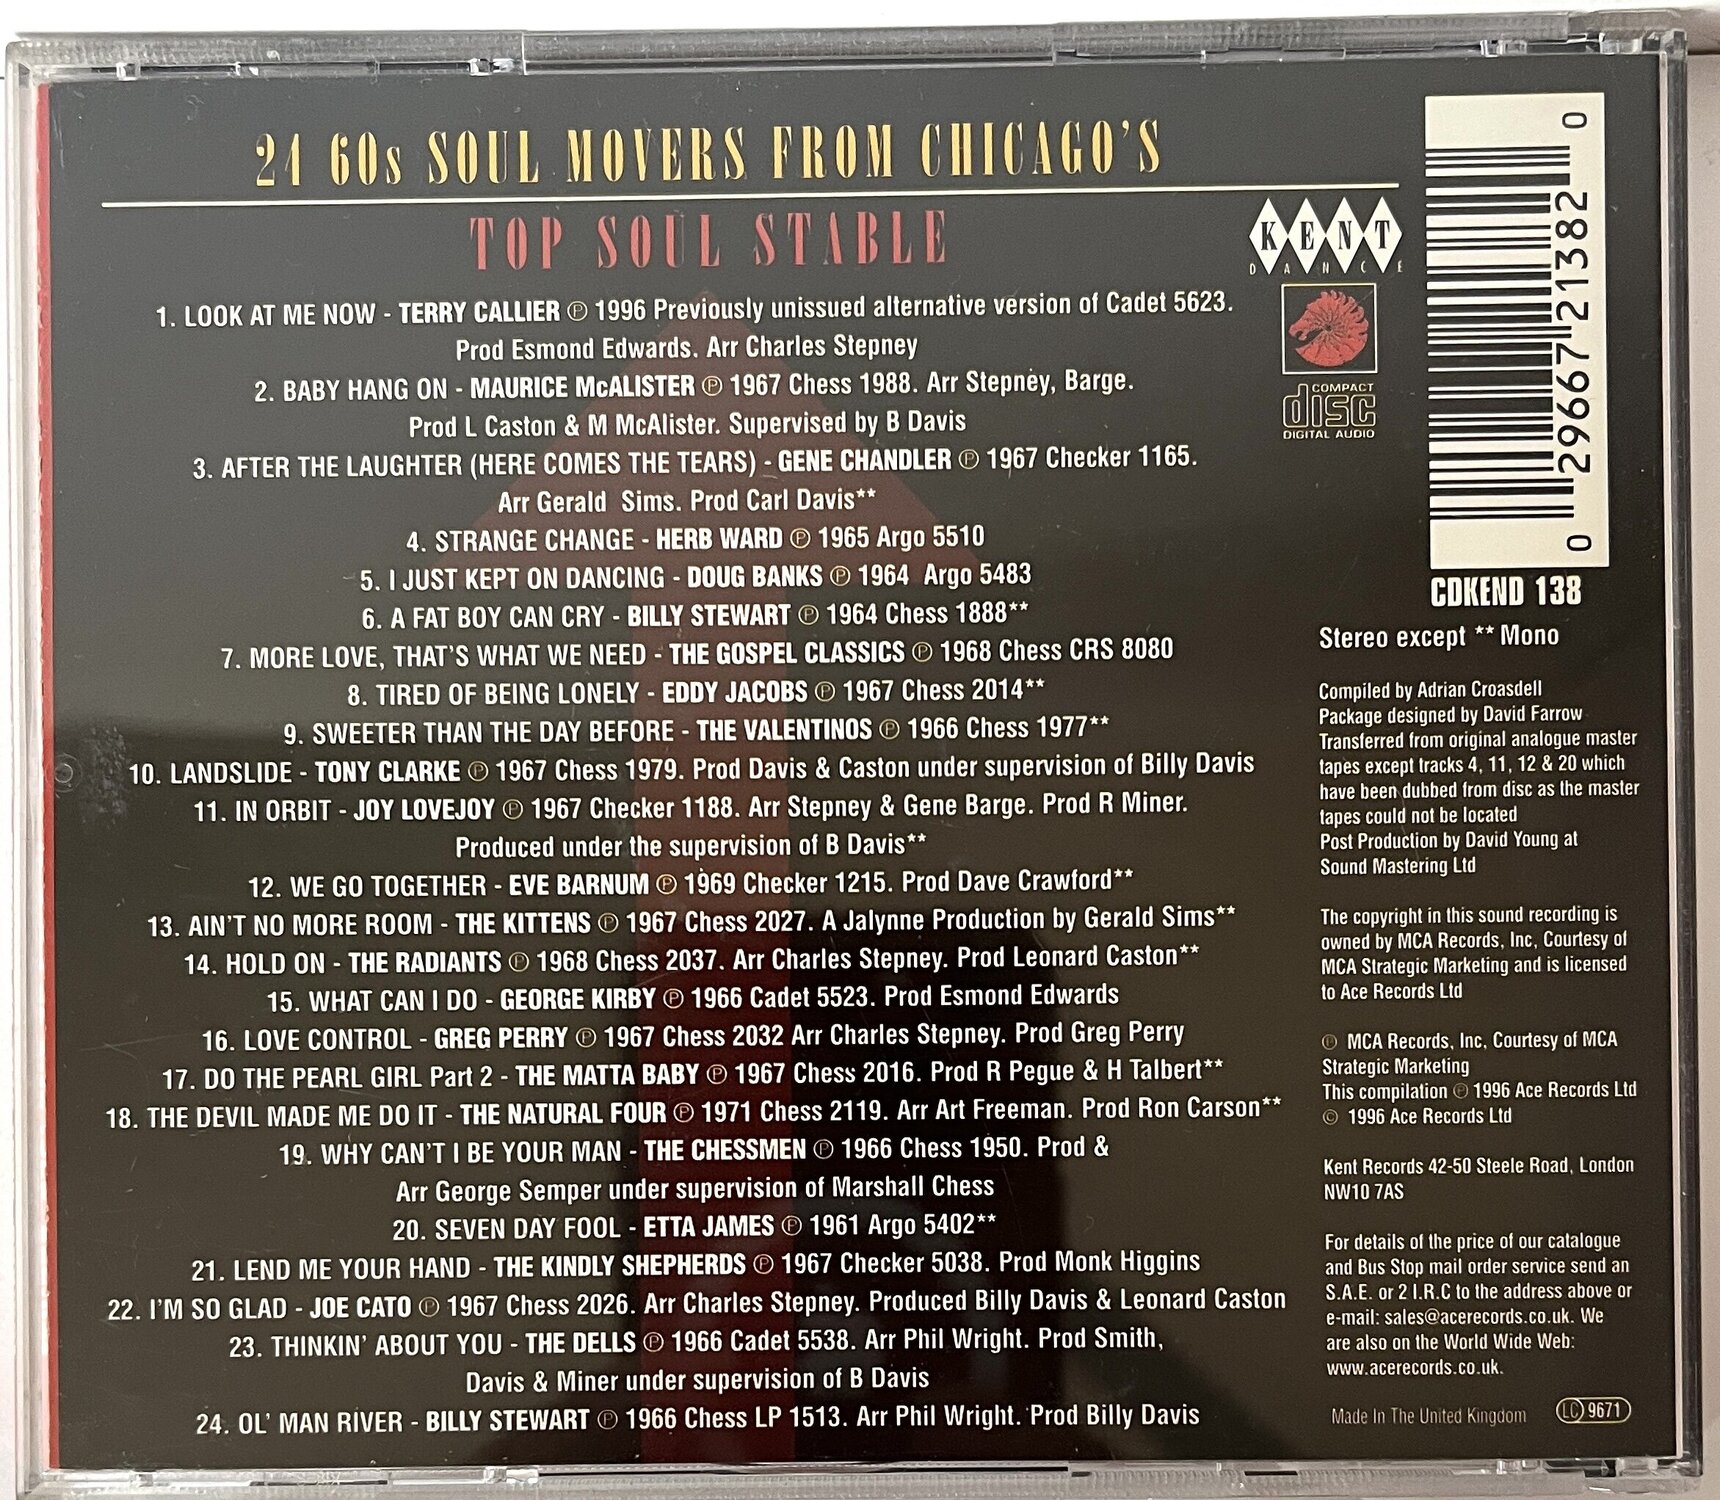 24 60s SOUL MOVERS FROM CHICAGO'S
TOP SOUL STABLE
KENT
DANCE
COMPACT
disc
DIGITAL AUDIO
1. LOOK AT ME NOW - TERRY CALLIER ℗ 1996 Previously unissued alternative version of Cadet 5623.
Prod Esmond Edwards. Arr Charles Stepney
2. BABY HANG ON - MAURICE McALISTER ℗ 1967 Chess 1988. Arr Stepney, Barge.
Prod L Caston & M McAlister. Supervised by B Davis
3. AFTER THE LAUGHTER (HERE COMES THE TEARS) - GENE CHANDLER ℗ 1967 Checker 1165.
Arr Gerald Sims. Prod Carl Davis**
4. STRANGE CHANGE - HERB WARD ℗ 1965 Argo 5510
5. I JUST KEPT ON DANCING - DOUG BANKS ℗ 1964 Argo 5483
6. A FAT BOY CAN CRY - BILLY STEWART ℗ 1964 Chess 1888**
7. MORE LOVE, THAT'S WHAT WE NEED - THE GOSPEL CLASSICS ℗ 1968 Chess CRS 8080
8. TIRED OF BEING LONELY - EDDY JACOBS ℗ 1967 Chess 2014**
9. SWEETER THAN THE DAY BEFORE - THE VALENTINOS ℗ 1966 Chess 1977**
10. LANDSLIDE - TONY CLARKE ℗ 1967 Chess 1979. Prod Davis & Caston under supervision of Billy Davis
11. IN ORBIT - JOY LOVEJOY ℗ 1967 Checker 1188. Arr Stepney & Gene Barge. Prod R Miner.
Produced under the supervision of B Davis**
12. WE GO TOGETHER - EVE BARNUM ℗ 1969 Checker 1215. Prod Dave Crawford**
13. AIN'T NO MORE ROOM - THE KITTENS ℗ 1967 Chess 2027. A Jalynne Production by Gerald Sims**
14. HOLD ON - THE RADIANTS ℗ 1968 Chess 2037. Arr Charles Stepney. Prod Leonard Caston**
15. WHAT CAN I DO - GEORGE KIRBY ℗ 1966 Cadet 5523. Prod Esmond Edwards
16. LOVE CONTROL - GREG PERRY ℗ 1967 Chess 2032 Arr Charles Stepney. Prod Greg Perry
17. DO THE PEARL GIRL Part 2 - THE MATTA BABY ℗ 1967 Chess 2016. Prod R Pegue & H Talbert**
18. THE DEVIL MADE ME DO IT - THE NATURAL FOUR ℗ 1971 Chess 2119. Arr Art Freeman. Prod Ron Carson**
19. WHY CAN'T I BE YOUR MAN - THE CHESSMEN ℗ 1966 Chess 1950. Prod &
Arr George Semper under supervision of Marshall Chess
20. SEVEN DAY FOOL - ETTA JAMES ℗ 1961 Argo 5402**
21. LEND ME YOUR HAND - THE KINDLY SHEPHERDS ℗ 1967 Checker 5038. Prod Monk Higgins
22. I'M SO GLAD - JOE CATO ℗ 1967 Chess 2026. Arr Charles Stepney. Produced Billy Davis & Leonard Caston
23. THINKIN' ABOUT YOU - THE DELLS ℗ 1966 Cadet 5538. Arr Phil Wright. Prod Smith,
Davis & Miner under supervision of B Davis
24. OL' MAN RIVER - BILLY STEWART ℗ 1966 Chess LP 1513. Arr Phil Wright. Prod Billy Davis
0 29667 21382 0
CDKEND 138
Stereo except ** Mono
Compiled by Adrian Croasdell
Package designed by David Farrow
Transferred from original analogue master
tapes except tracks 4, 11, 12 & 20 which
have been dubbed from disc as the master
tapes could not be located
Post Production by David Young at
Sound Mastering Ltd
The copyright in this sound recording is
owned by MCA Records, Inc, Courtesy of
MCA Strategic Marketing and is licensed
to Ace Records Ltd
℗ MCA Records, Inc, Courtesy of MCA
Strategic Marketing
This compilation ℗ 1996 Ace Records Ltd
© 1996 Ace Records Ltd
Kent Records 42-50 Steele Road, London
NW10 7AS
For details of the price of our catalogue
and Bus Stop mail order service send an
S.A.E. or 2 I.R.C to the address above or
e-mail: sales@acerecords.co.uk. We
are also on the World Wide Web:
www.acerecords.co.uk.
Made In The United Kingdom
LC 9671